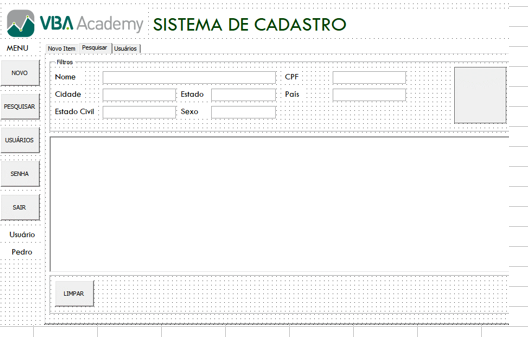 VBA Academy SISTEMA DE CADASTRO
MENU
Novo Item Pesquisar Usuários
Filtros
NOVO
Nome CPF
Cidade Estado País
PESQUISAR
Estado Civil Sexo
USUÁRIOS
SENHA
SAIR
Usuário
Pedro
LIMPAR